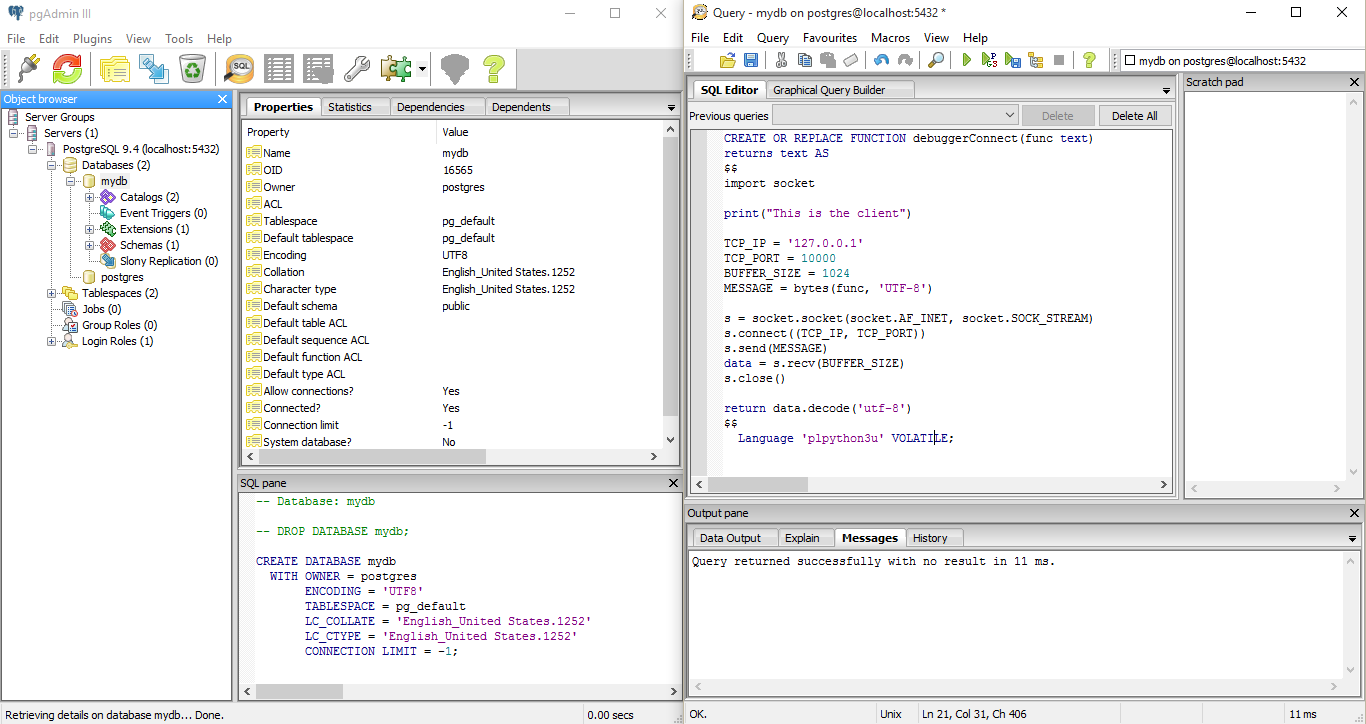 pgAdmin III
File Edit Plugins View Tools Help
SQL
Object browser
Server Groups
Servers (1)
PostgreSQL 9.4 (localhost:5432)
Databases (2)
mydb
Catalogs (2)
Event Triggers (0)
Extensions (1)
Schemas (1)
Slony Replication (0)
postgres
Tablespaces (2)
Jobs (0)
Group Roles (0)
Login Roles (1)
Properties Statistics Dependencies Dependents
Property Value
Name mydb
OID 16565
Owner postgres
ACL
Tablespace pg_default
Default tablespace pg_default
Encoding UTF8
Collation English_United States.1252
Character type English_United States.1252
Default schema public
Default table ACL
Default sequence ACL
Default function ACL
Default type ACL
Allow connections? Yes
Connected? Yes
Connection limit -1
System database? No
SQL pane
-- Database: mydb
-- DROP DATABASE mydb;
CREATE DATABASE mydb
WITH OWNER = postgres
ENCODING = 'UTF8'
TABLESPACE = pg_default
LC_COLLATE = 'English_United States.1252'
LC_CTYPE = 'English_United States.1252'
CONNECTION LIMIT = -1;
Retrieving details on database mydb... Done. 0.00 secs
Query - mydb on postgres@localhost:5432 *
File Edit Query Favourites Macros View Help
mydb on postgres@localhost:5432
SQL Editor Graphical Query Builder
Previous queries Delete Delete All
CREATE OR REPLACE FUNCTION debuggerConnect(func text)
returns text AS
$$
import socket
print("This is the client")
TCP_IP = '127.0.0.1'
TCP_PORT = 10000
BUFFER_SIZE = 1024
MESSAGE = bytes(func, 'UTF-8')
s = socket.socket(socket.AF_INET, socket.SOCK_STREAM)
s.connect((TCP_IP, TCP_PORT))
s.send(MESSAGE)
data = s.recv(BUFFER_SIZE)
s.close()
return data.decode('utf-8')
$$
Language 'plpython3u' VOLATILE;
Scratch pad
Output pane
Data Output Explain Messages History
Query returned successfully with no result in 11 ms.
OK. Unix Ln 21, Col 31, Ch 406 11 ms